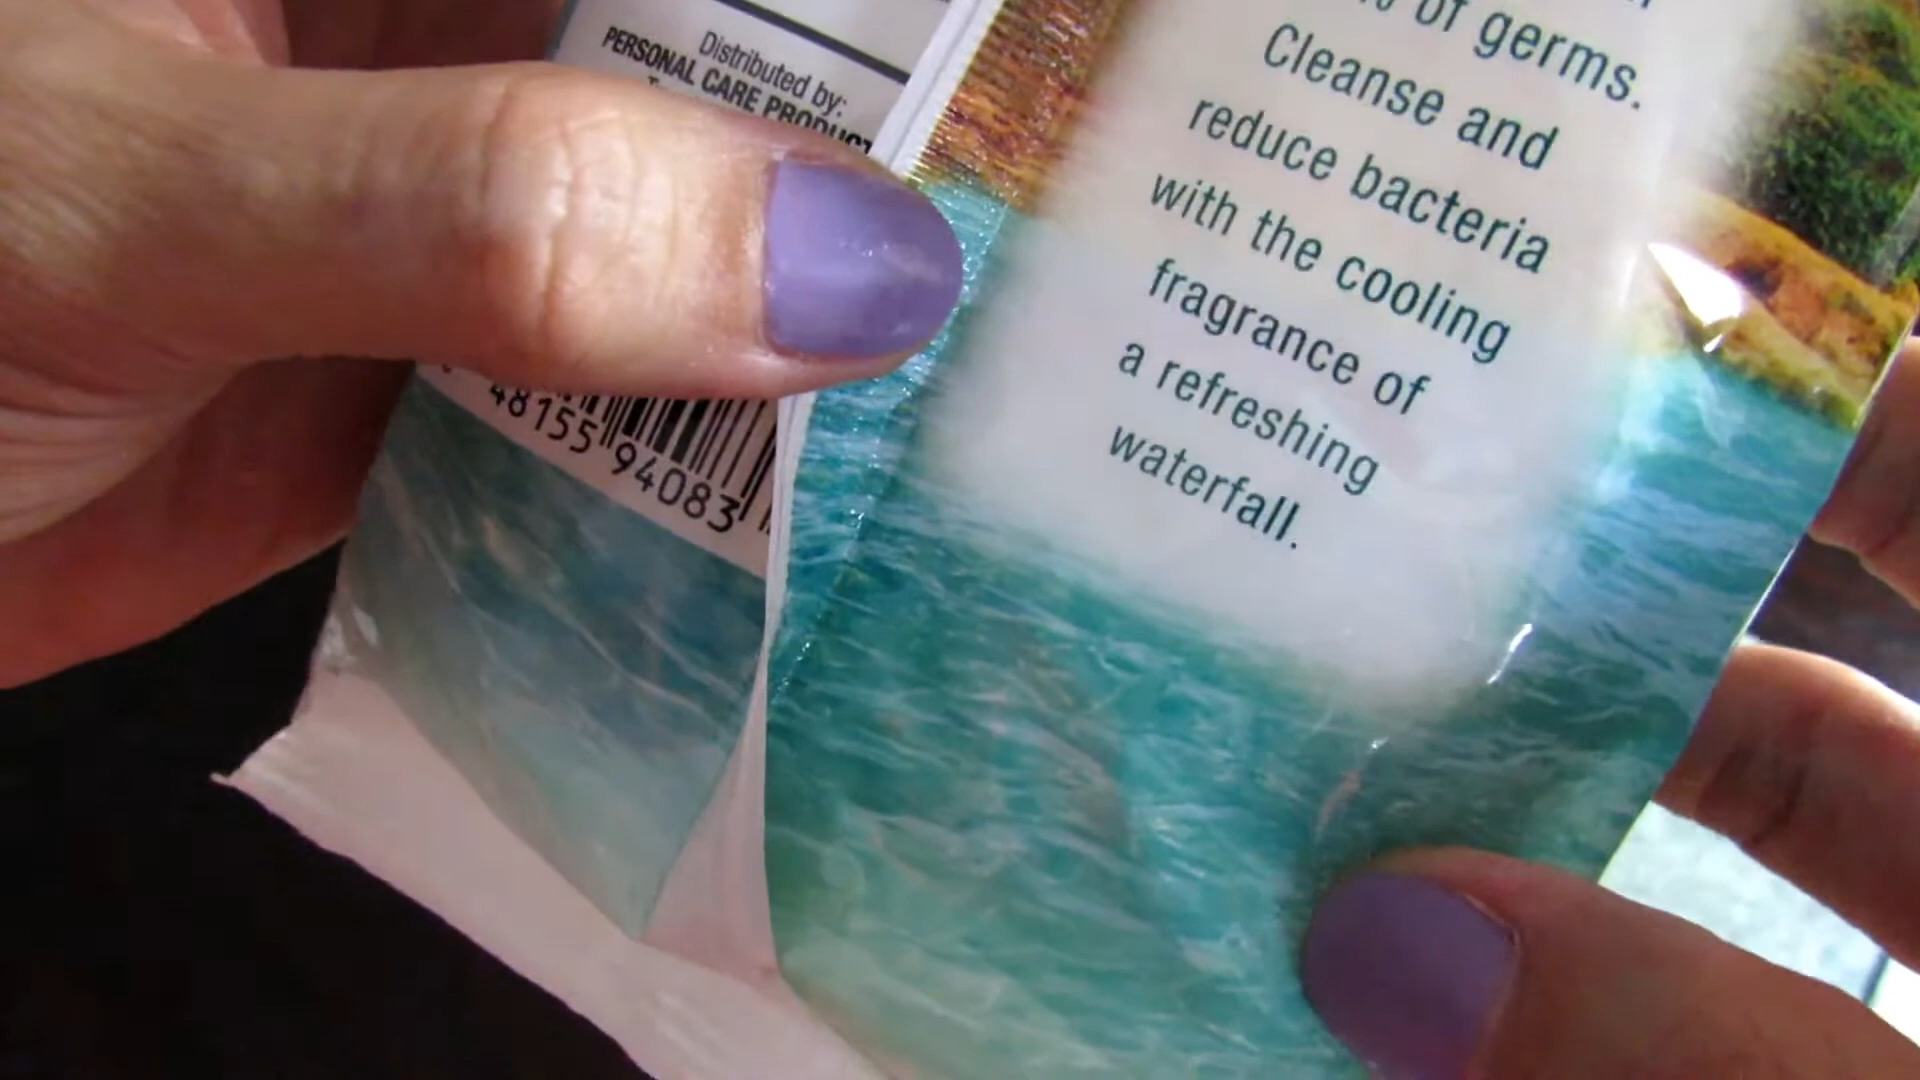 Distributed by:
PERSONAL CARE PRODUCT
48155 94083
of germs.
Cleanse and
reduce bacteria
with the cooling
fragrance of
a refreshing
waterfall.